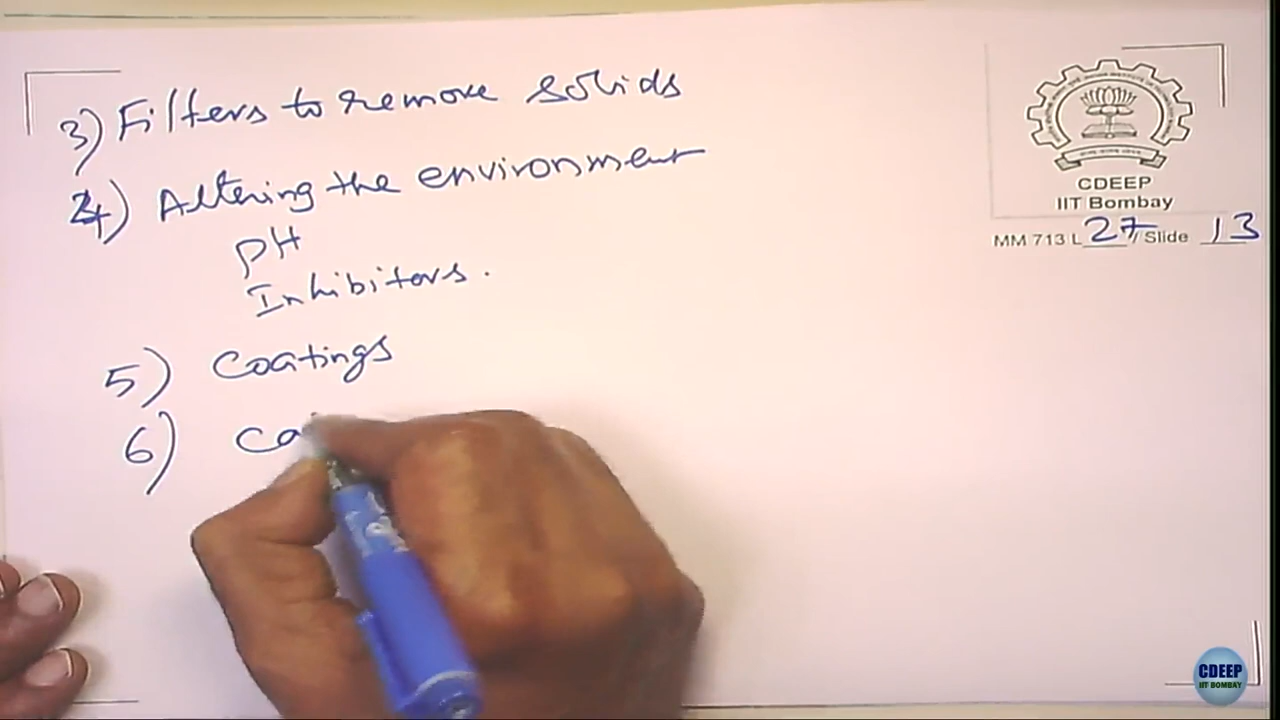 3) Filters to remove solids
4) Altering the environment
pH
Inhibitors.
5) Coatings
6) Ca
CDEEP
IIT Bombay
MM 713 L 27 / Slide 13
CDEEP
IIT BOMBAY